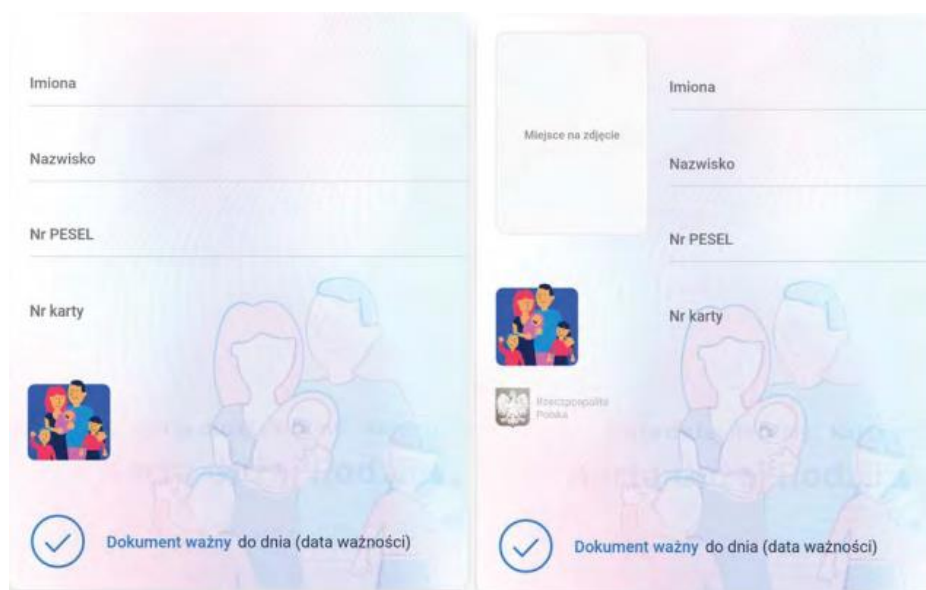 Imiona
Nazwisko
Nr PESEL
Nr karty
Dokument ważny do dnia (data ważności)
Miejsce na zdjęcie
Imiona
Nazwisko
Nr PESEL
Nr karty
Rzeczpospolita
Polska
Dokument ważny do dnia (data ważności)